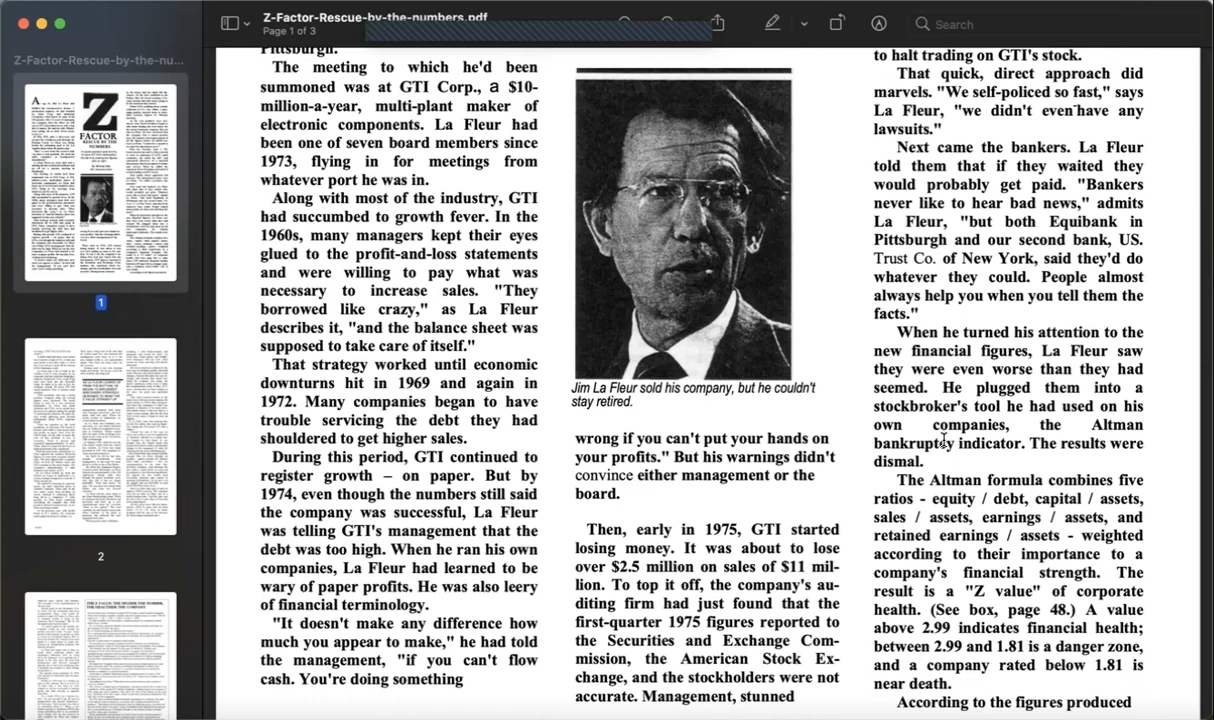 Z-Factor-Rescue-by-the-numbers.pdf
Page 1 of 3
Search
Z-Factor-Rescue-by-the-nu...
Z
FACTOR
1
2
Pittsburgh.
The meeting to which he'd been
summoned was at GTI Corp., a $10-
million-a-year, multi-plant maker of
electronic components. La Fleur had
been one of seven board members since
1973, flying in for meetings from
whatever port he was in.
Along with most of the industry, GTI
had succumbed to growth fever. In the
1960s, many managers kept their eyes
glued to the profit-and-loss statements
and were willing to pay what was
necessary to increase sales. "They
borrowed like crazy," as La Fleur
describes it, "and the balance sheet was
supposed to take care of itself."
That strategy worked until economic
downturns hit in 1969 and again in
1972. Many companies began to have
trouble servicing the debt they had
shouldered to get higher sales.
During this period, GTI continued to
register growth – on paper. But by
1974, even though the numbers still said
the company was successful, La Fleur
was telling GTI's management that the
debt was too high. When he ran his own
companies, La Fleur had learned to be
wary of paper profits. He was also leery
of financial terminology.
"It doesn't make any difference how
much you appear to make," he had told
the management, "if you can't flow
cash. You're doing something
Jim La Fleur sold his company, but he couldn't
stay retired.
wrong if you can't put your hands on
your profits." But his warnings didn't
convince either management or the
board.
Then, early in 1975, GTI started
losing money. It was about to lose
over $2.5 million on sales of $11 mil-
lion. To top it off, the company's au-
diting firm had just found that the
first-quarter 1975 figures reported to
the Securities and Exchange Com-
mission, the American Stock Ex-
change, and the stockholders were not
accurate. Management, stunned
to halt trading on GTI's stock.
That quick, direct approach did
marvels. "We self-policed so fast," says
La Fleur, "we didn't even have any
lawsuits."
Next came the bankers. La Fleur
told them that if they waited they
would probably get paid. "Bankers
never like to hear bad news," admits
La Fleur, "but both Equibank in
Pittsburgh and our second bank, US.
Trust Co. of New York, said they'd do
whatever they could. People almost
always help you when you tell them the
facts."
When he turned his attention to the
new financial figures, La Fleur saw
they were even worse than they had
seemed. He plugged them into a
stockbroker's tool he had used on his
own companies, the Altman
bankruptcy indicator. The results were
dismal.
The Altman formula combines five
ratios - equity / debt, capital / assets,
sales / assets, earnings / assets, and
retained earnings / assets - weighted
according to their importance to a
company's financial strength. The
result is a "Z value" of corporate
health. (See box, page 48.) A value
above 2.99 indicates financial health;
between 2.99 and 1.81 is a danger zone,
and a company rated below 1.81 is
near death.
According to the figures produced